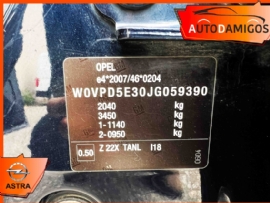 AUTODAMIGOS
OPEL
e4*2007/46*0204
W0VPD5E30JG059390
2040 kg
3450 kg
1-1140 kg
2-0950 kg
0.50 Z 22X TANL I18
0504
ASTRA